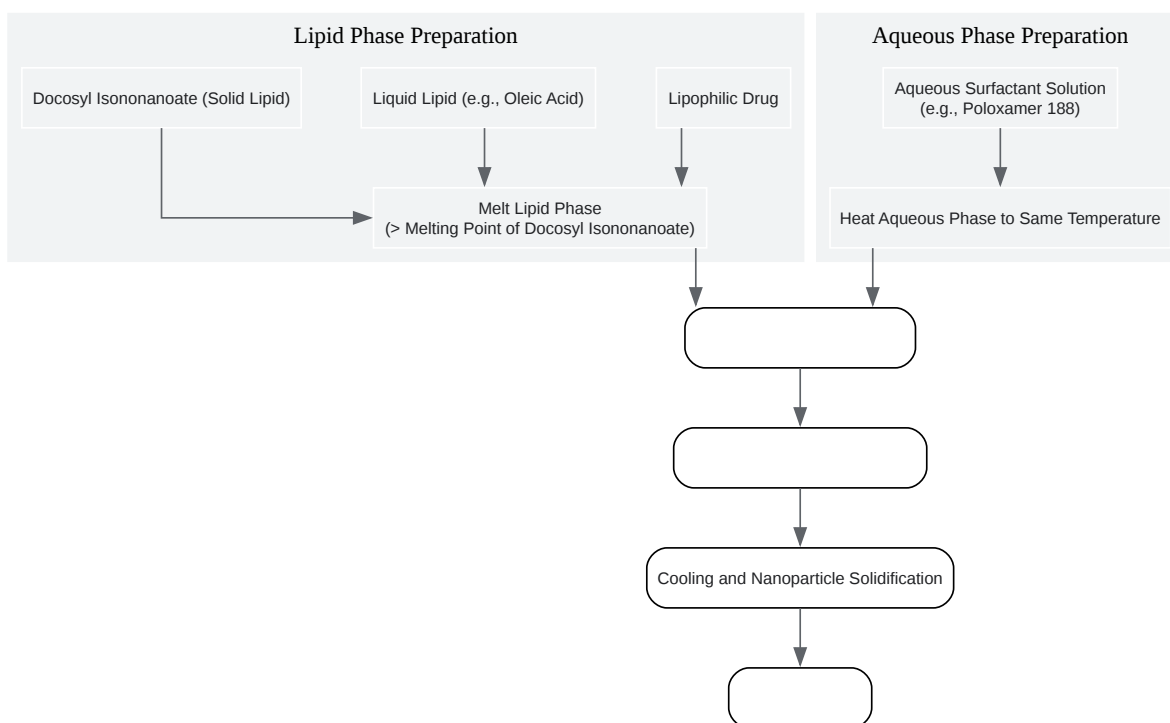 Lipid Phase Preparation
Docosyl Isononanoate (Solid Lipid)
Liquid Lipid (e.g., Oleic Acid)
Lipophilic Drug
Melt Lipid Phase
(> Melting Point of Docosyl Isononanoate)
Aqueous Phase Preparation
Aqueous Surfactant Solution
(e.g., Poloxamer 188)
Heat Aqueous Phase to Same Temperature
Cooling and Nanoparticle Solidification